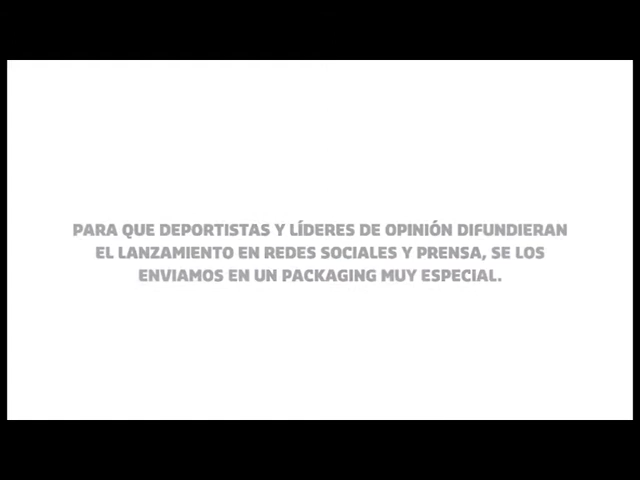 PARA QUE DEPORTISTAS Y LÍDERES DE OPINIÓN DIFUNDIERAN
EL LANZAMIENTO EN REDES SOCIALES Y PRENSA, SE LOS
ENVIAMOS EN UN PACKAGING MUY ESPECIAL.